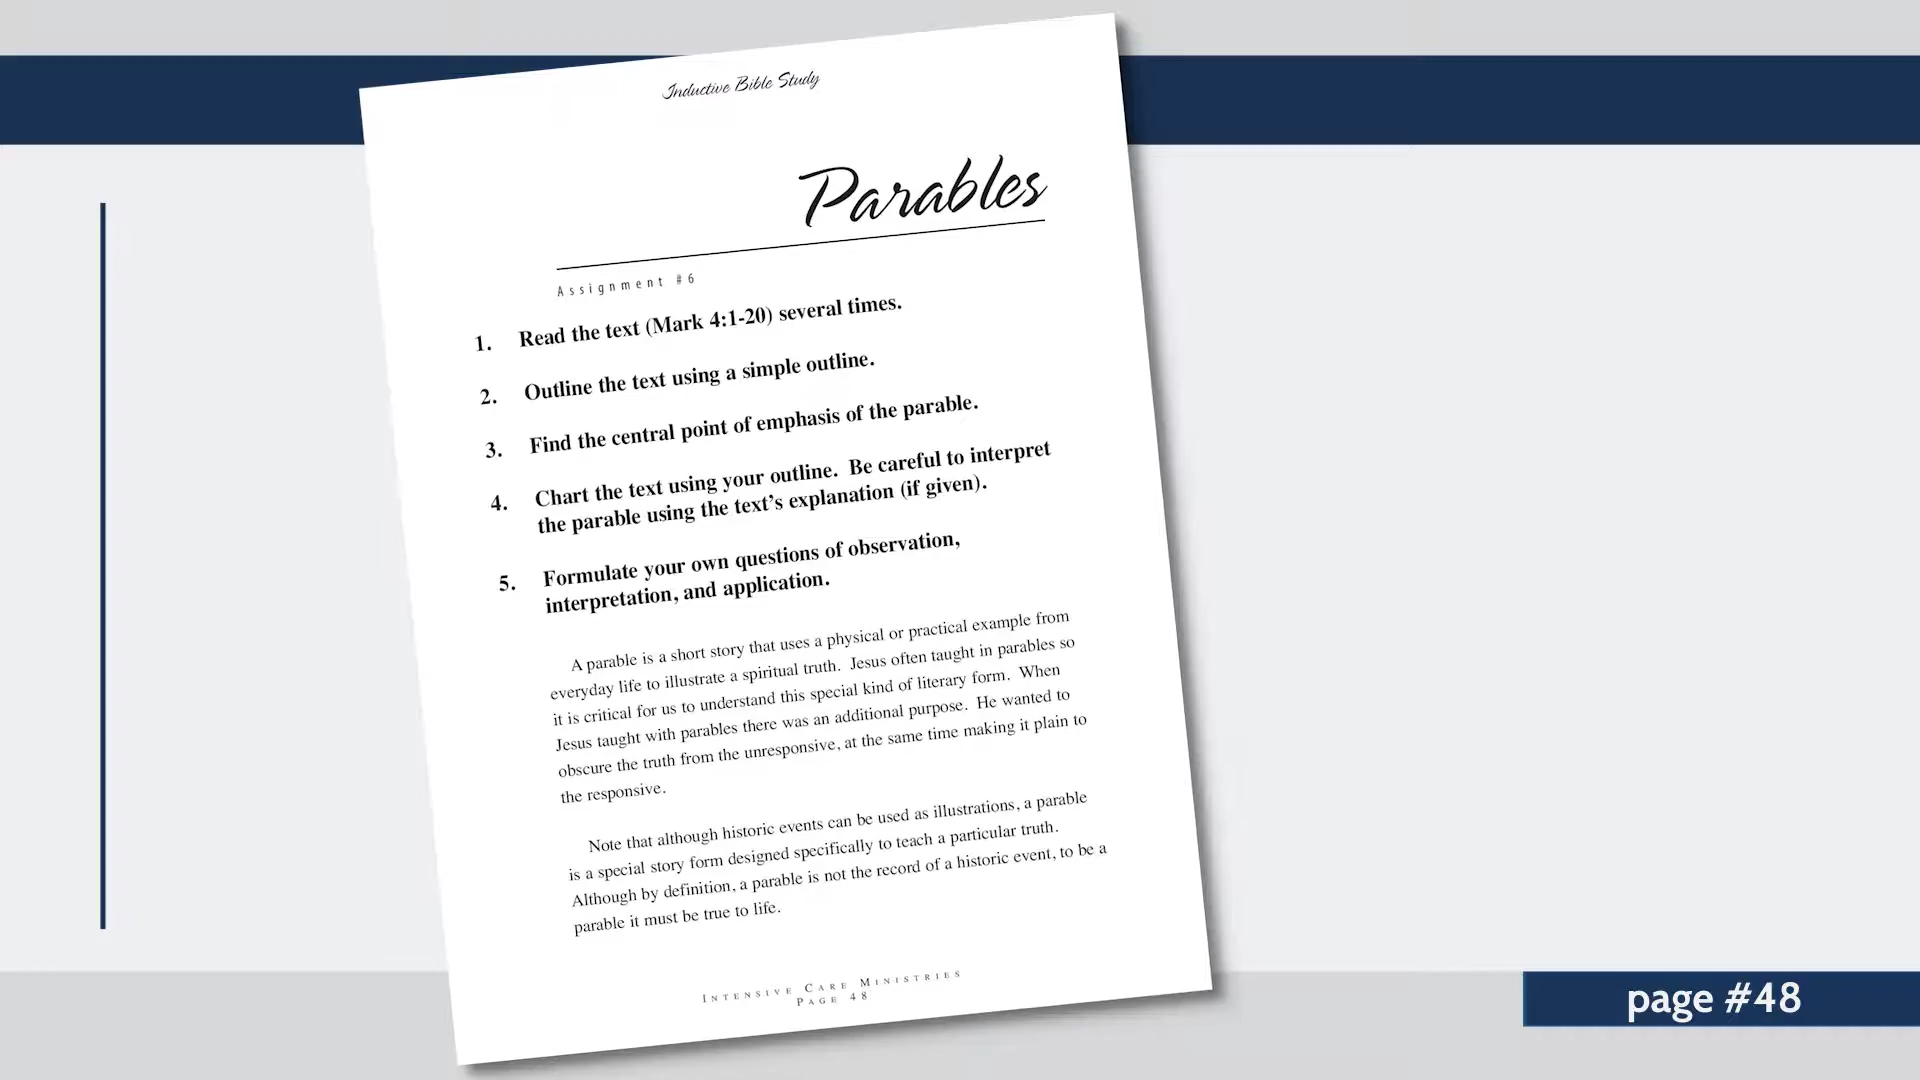 Inductive Bible Study
Parables
Assignment #6
1. Read the text (Mark 4:1-20) several times.
2. Outline the text using a simple outline.
3. Find the central point of emphasis of the parable.
4. Chart the text using your outline. Be careful to interpret
the parable using the text's explanation (if given).
5. Formulate your own questions of observation,
interpretation, and application.
A parable is a short story that uses a physical or practical example from
everyday life to illustrate a spiritual truth. Jesus often taught in parables so
it is critical for us to understand this special kind of literary form. When
Jesus taught with parables there was an additional purpose. He wanted to
obscure the truth from the unresponsive, at the same time making it plain to
the responsive.
Note that although historic events can be used as illustrations, a parable
is a special story form designed specifically to teach a particular truth.
Although by definition, a parable is not the record of a historic event, to be a
parable it must be true to life.
INTENSIVE CARE MINISTRIES
PAGE 48
page #48